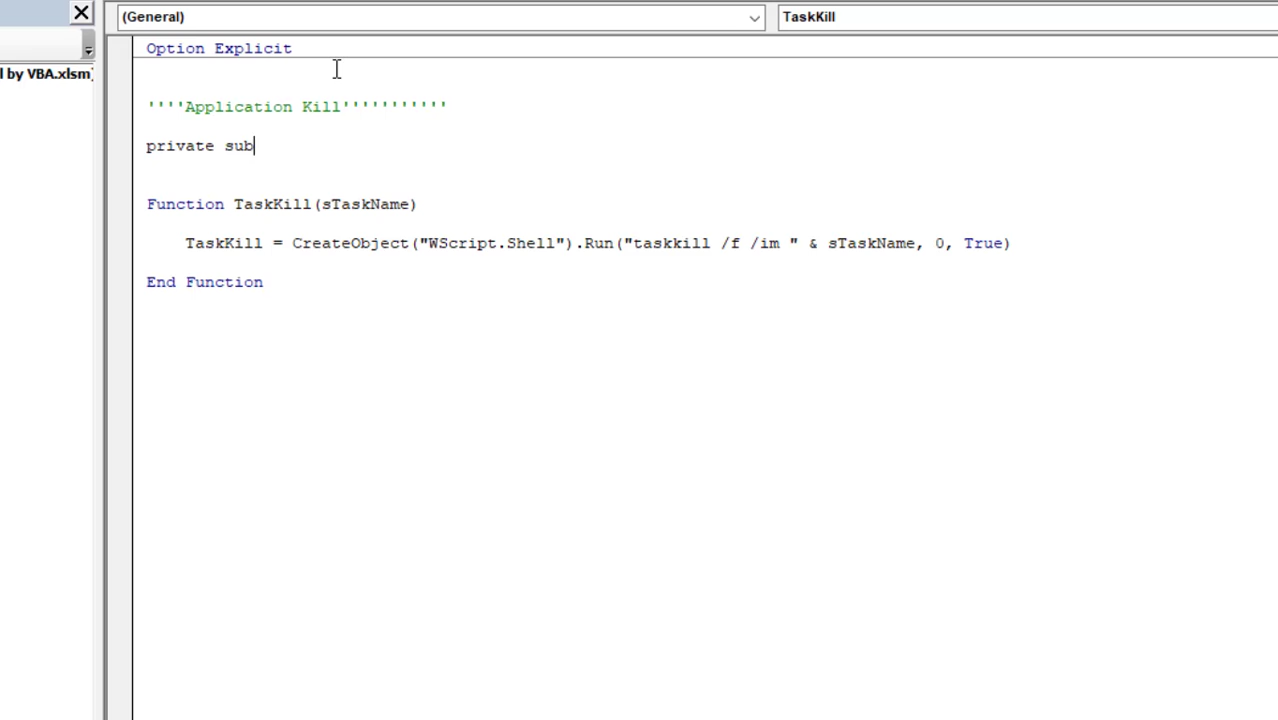 (General)
TaskKill
l by VBA.xlsm)
Option Explicit
''''Application Kill'''''''''''
private sub
Function TaskKill(sTaskName)
TaskKill = CreateObject("WScript.Shell").Run("taskkill /f /im " & sTaskName, 0, True)
End Function